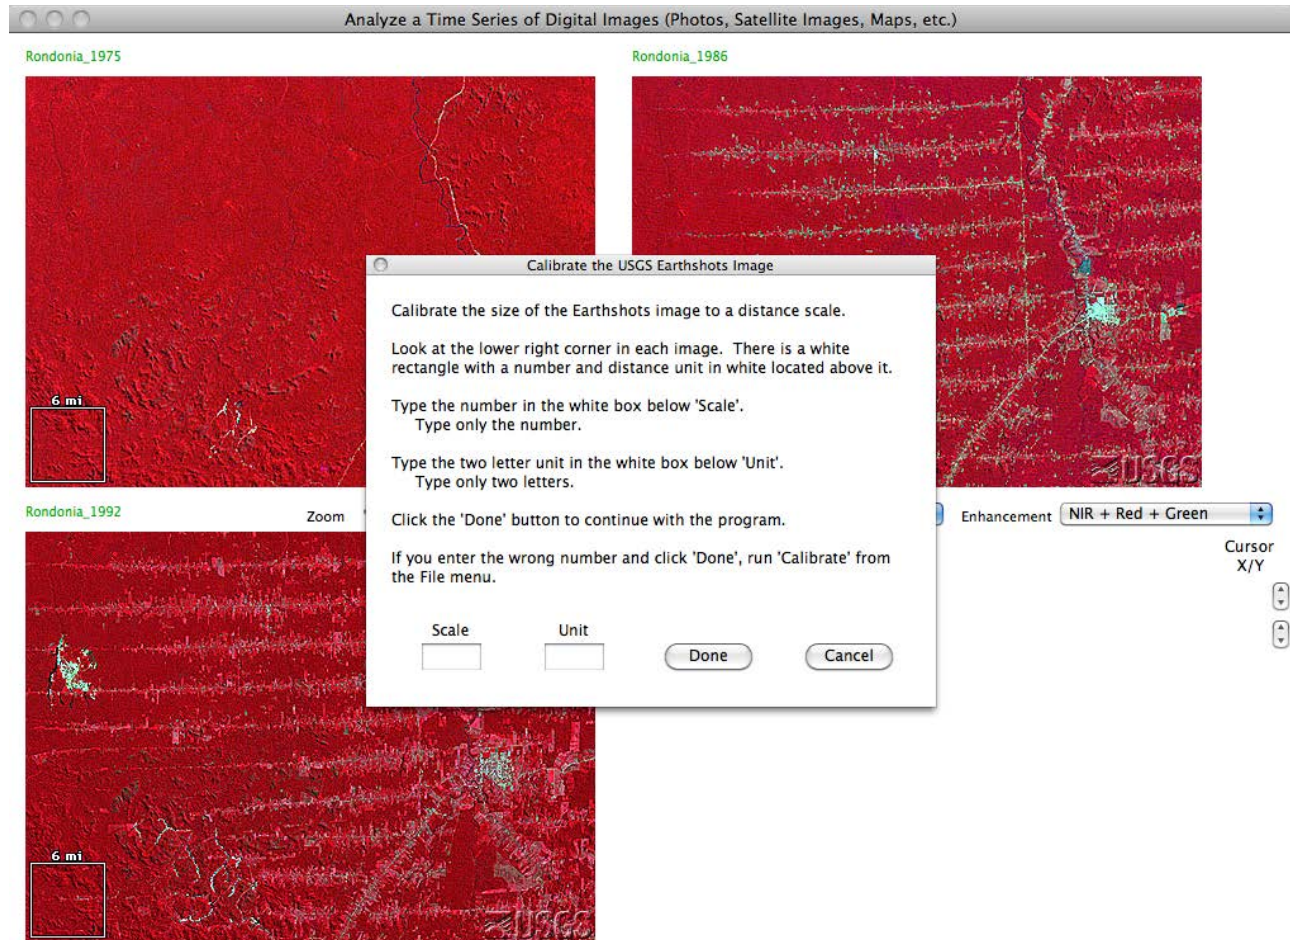 Analyze a Time Series of Digital Images (Photos, Satellite Images, Maps, etc.)
Rondonia_1975
Rondonia_1986
Calibrate the USGS Earthshots Image
Calibrate the size of the Earthshots image to a distance scale.
Look at the lower right corner in each image. There is a white
rectangle with a number and distance unit in white located above it.
Type the number in the white box below 'Scale'.
Type only the number.
Type the two letter unit in the white box below 'Unit'.
Type only two letters.
Click the 'Done' button to continue with the program.
If you enter the wrong number and click 'Done', run 'Calibrate' from
the File menu.
Scale
Unit
Done
Cancel
6 mi
USGS
Rondonia_1992
Zoom
Enhancement
NIR + Red + Green
Cursor
X/Y
6 mi
USGS